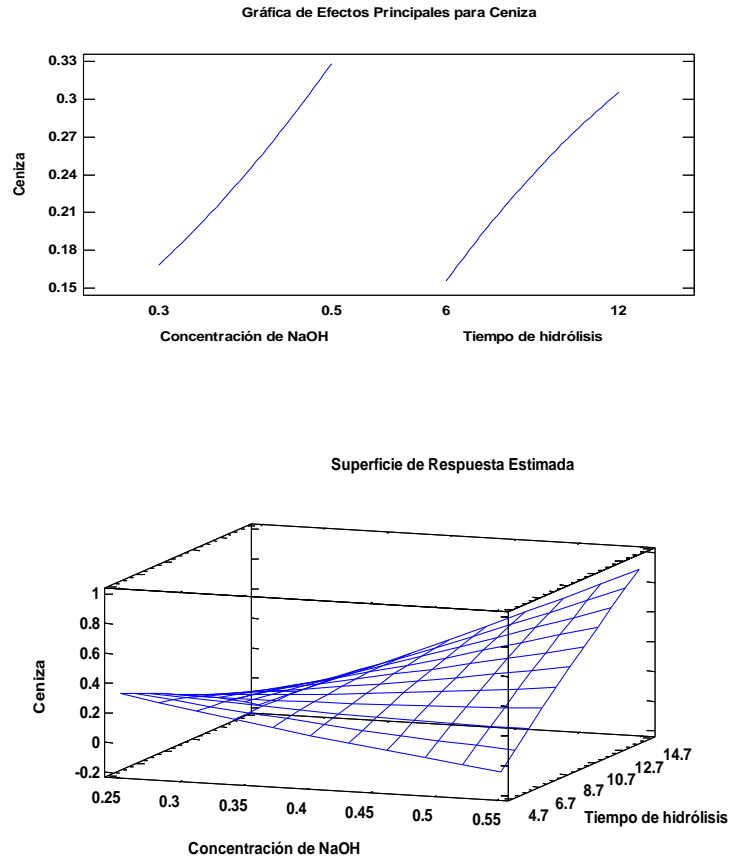 Gráfica de Efectos Principales para Ceniza
0.33
0.3
0.27
0.24
0.21
0.18
0.15
Ceniza
0.3 0.5 6 12
Concentración de NaOH Tiempo de hidrólisis
Superficie de Respuesta Estimada
1
0.8
0.6
0.4
0.2
0
-0.2
Ceniza
0.25 0.3 0.35 0.4 0.45 0.5 0.55
4.7 6.7 8.7 10.7 12.7 14.7
Tiempo de hidrólisis
Concentración de NaOH